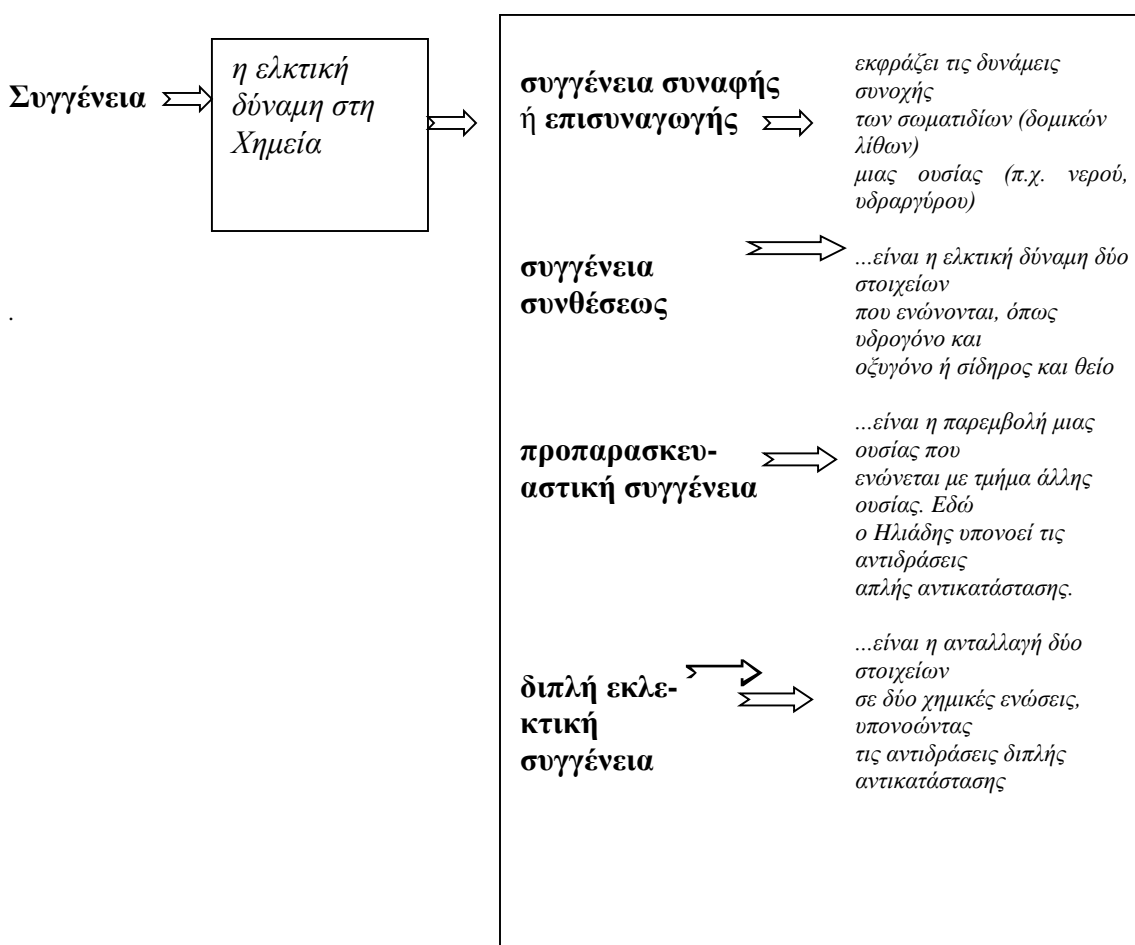 Συγγένεια
η ελκτική
δύναμη στη
Χημεία
συγγένεια συναφής
ή επισυναγωγής
εκφράζει τις δυνάμεις
συνοχής
των σωματιδίων (δομικών
λίθων)
μιας ουσίας (π.χ. νερού,
υδραργύρου)
συγγένεια
συνθέσεως
...είναι η ελκτική δύναμη δύο
στοιχείων
που ενώνονται, όπως
υδρογόνο και
οξυγόνο ή σίδηρος και θείο
.
προπαρασκευ-
αστική συγγένεια
...είναι η παρεμβολή μιας
ουσίας που
ενώνεται με τμήμα άλλης
ουσίας. Εδώ
ο Ηλιάδης υπονοεί τις
αντιδράσεις
απλής αντικατάστασης.
διπλή εκλε-
κτική
συγγένεια
...είναι η ανταλλαγή δύο
στοιχείων
σε δύο χημικές ενώσεις,
υπονοώντας
τις αντιδράσεις διπλής
αντικατάστασης